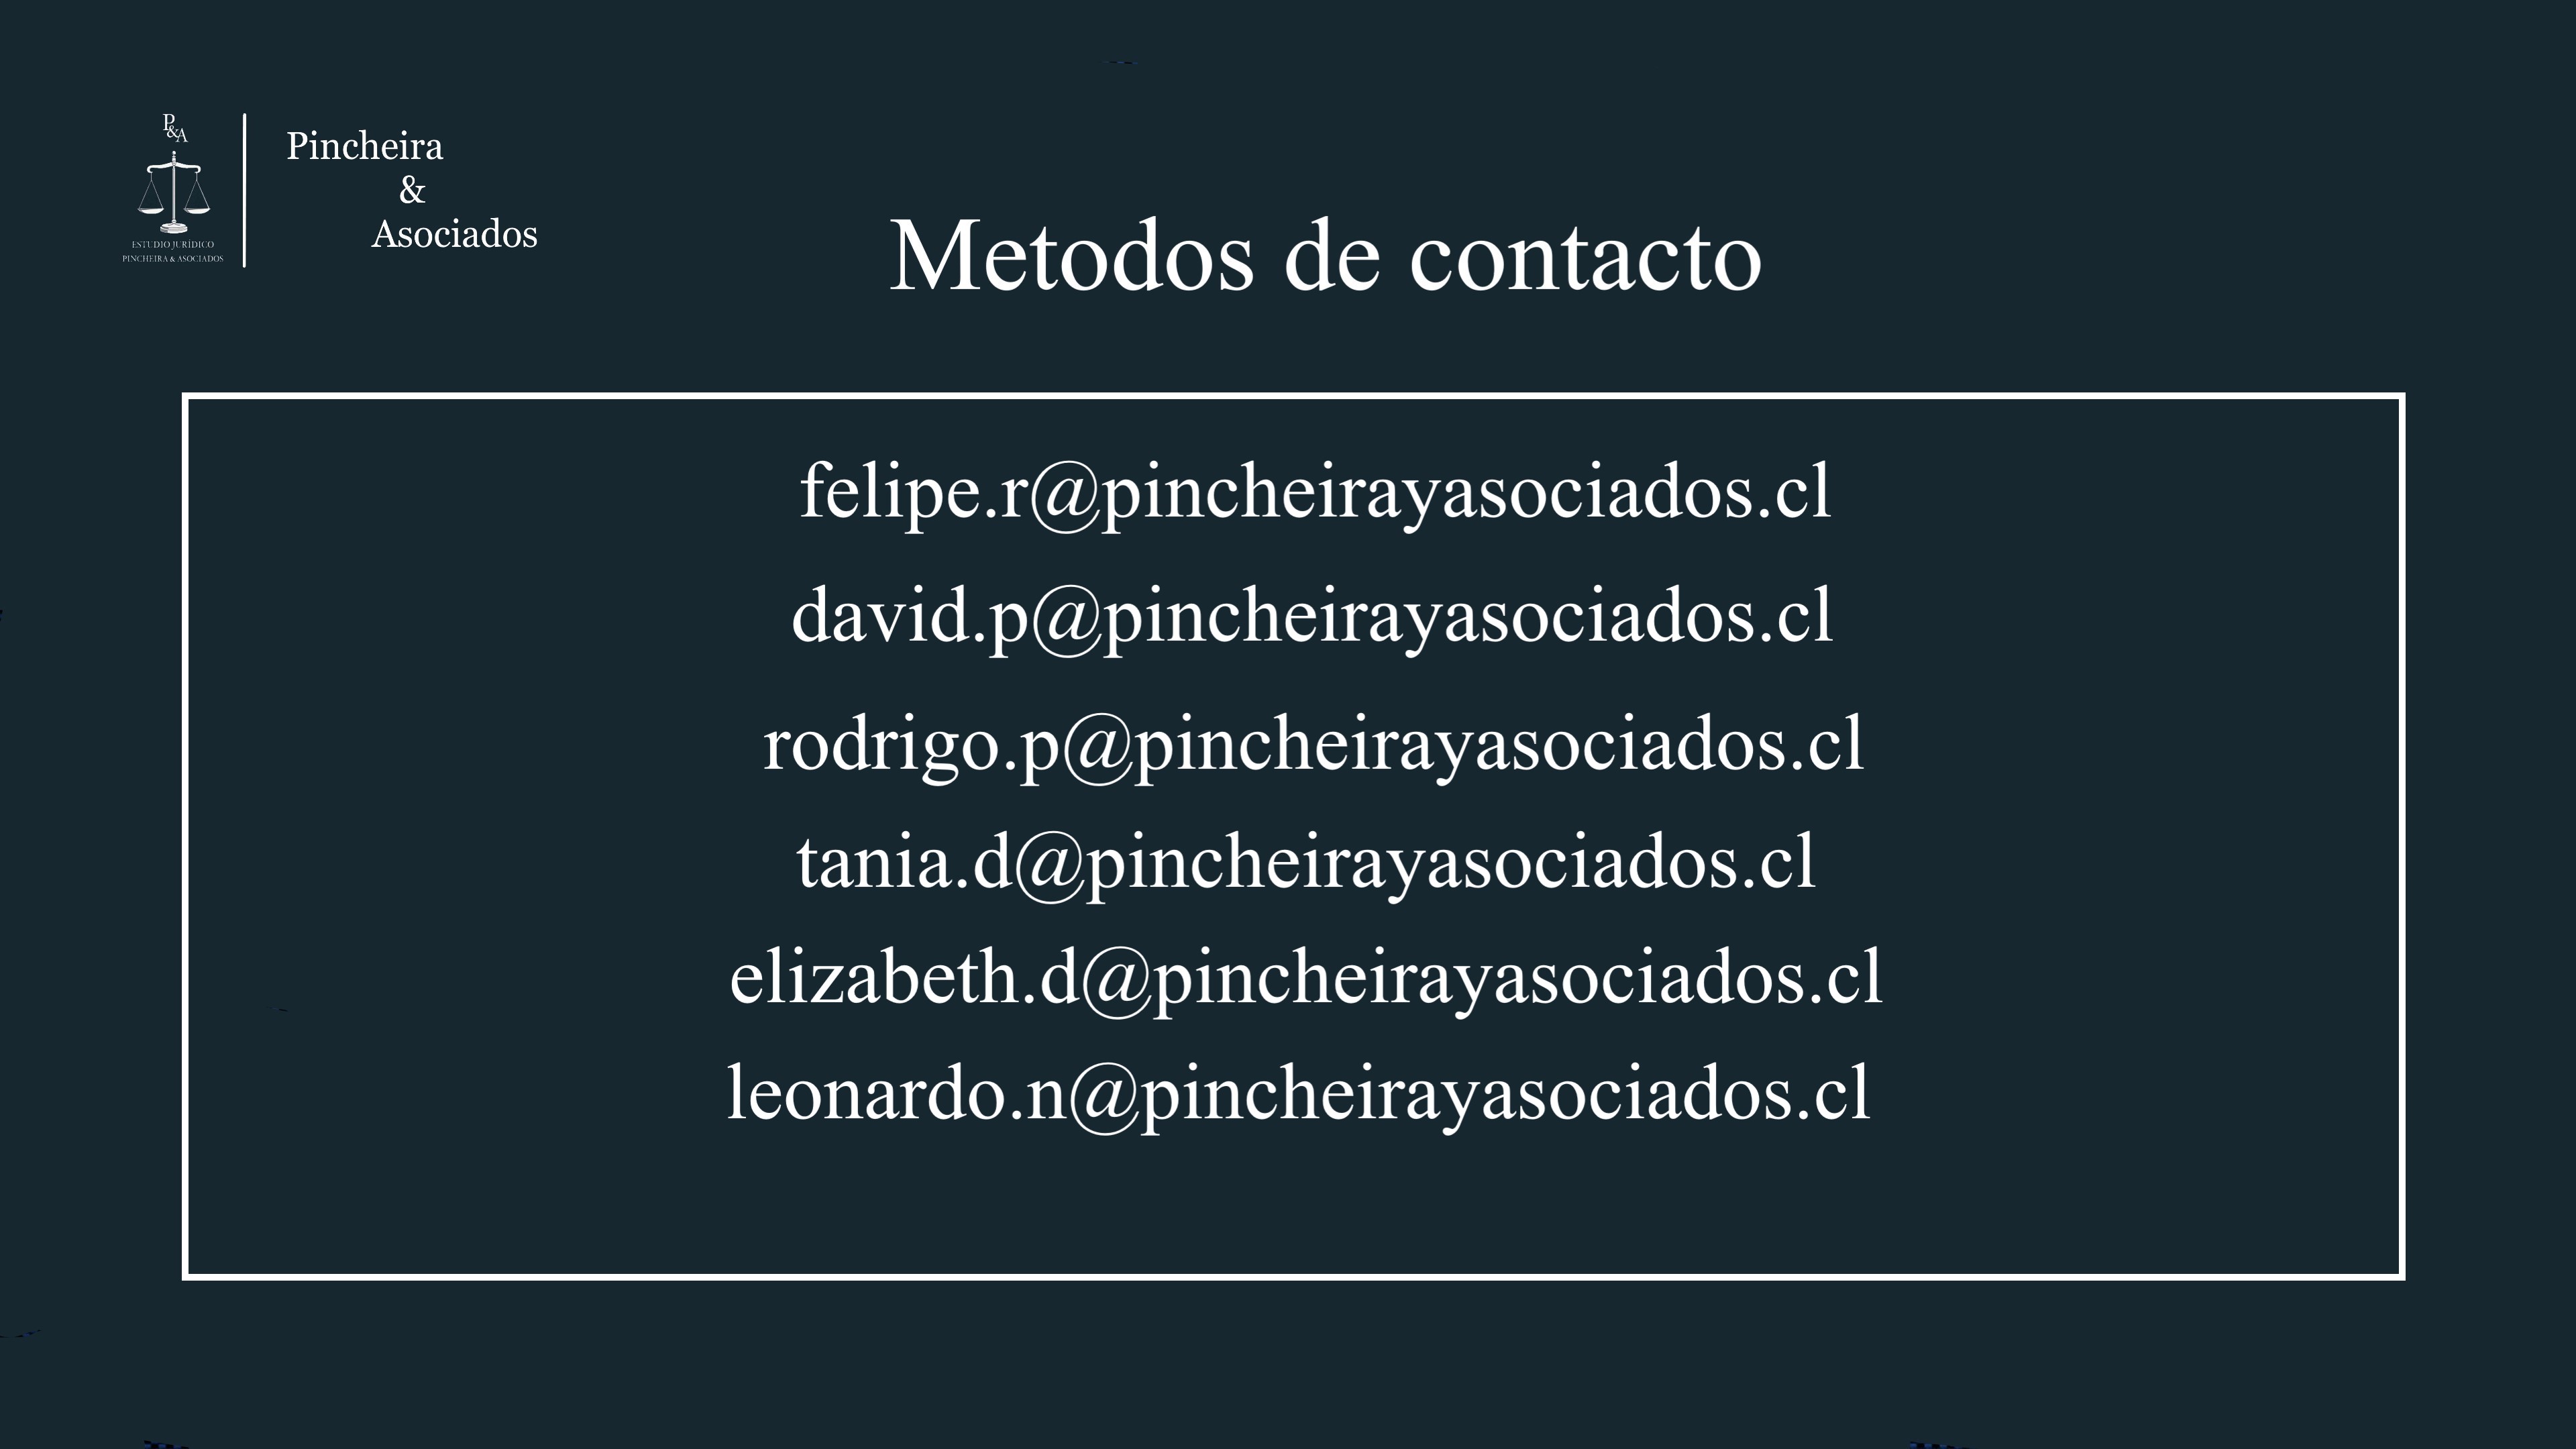 P&A
ESTUDIO JURÍDICO
PINCHEIRA & ASOCIADOS
Pincheira
&
Asociados
Metodos de contacto
felipe.r@pincheirayasociados.cl
david.p@pincheirayasociados.cl
rodrigo.p@pincheirayasociados.cl
tania.d@pincheirayasociados.cl
elizabeth.d@pincheirayasociados.cl
leonardo.n@pincheirayasociados.cl